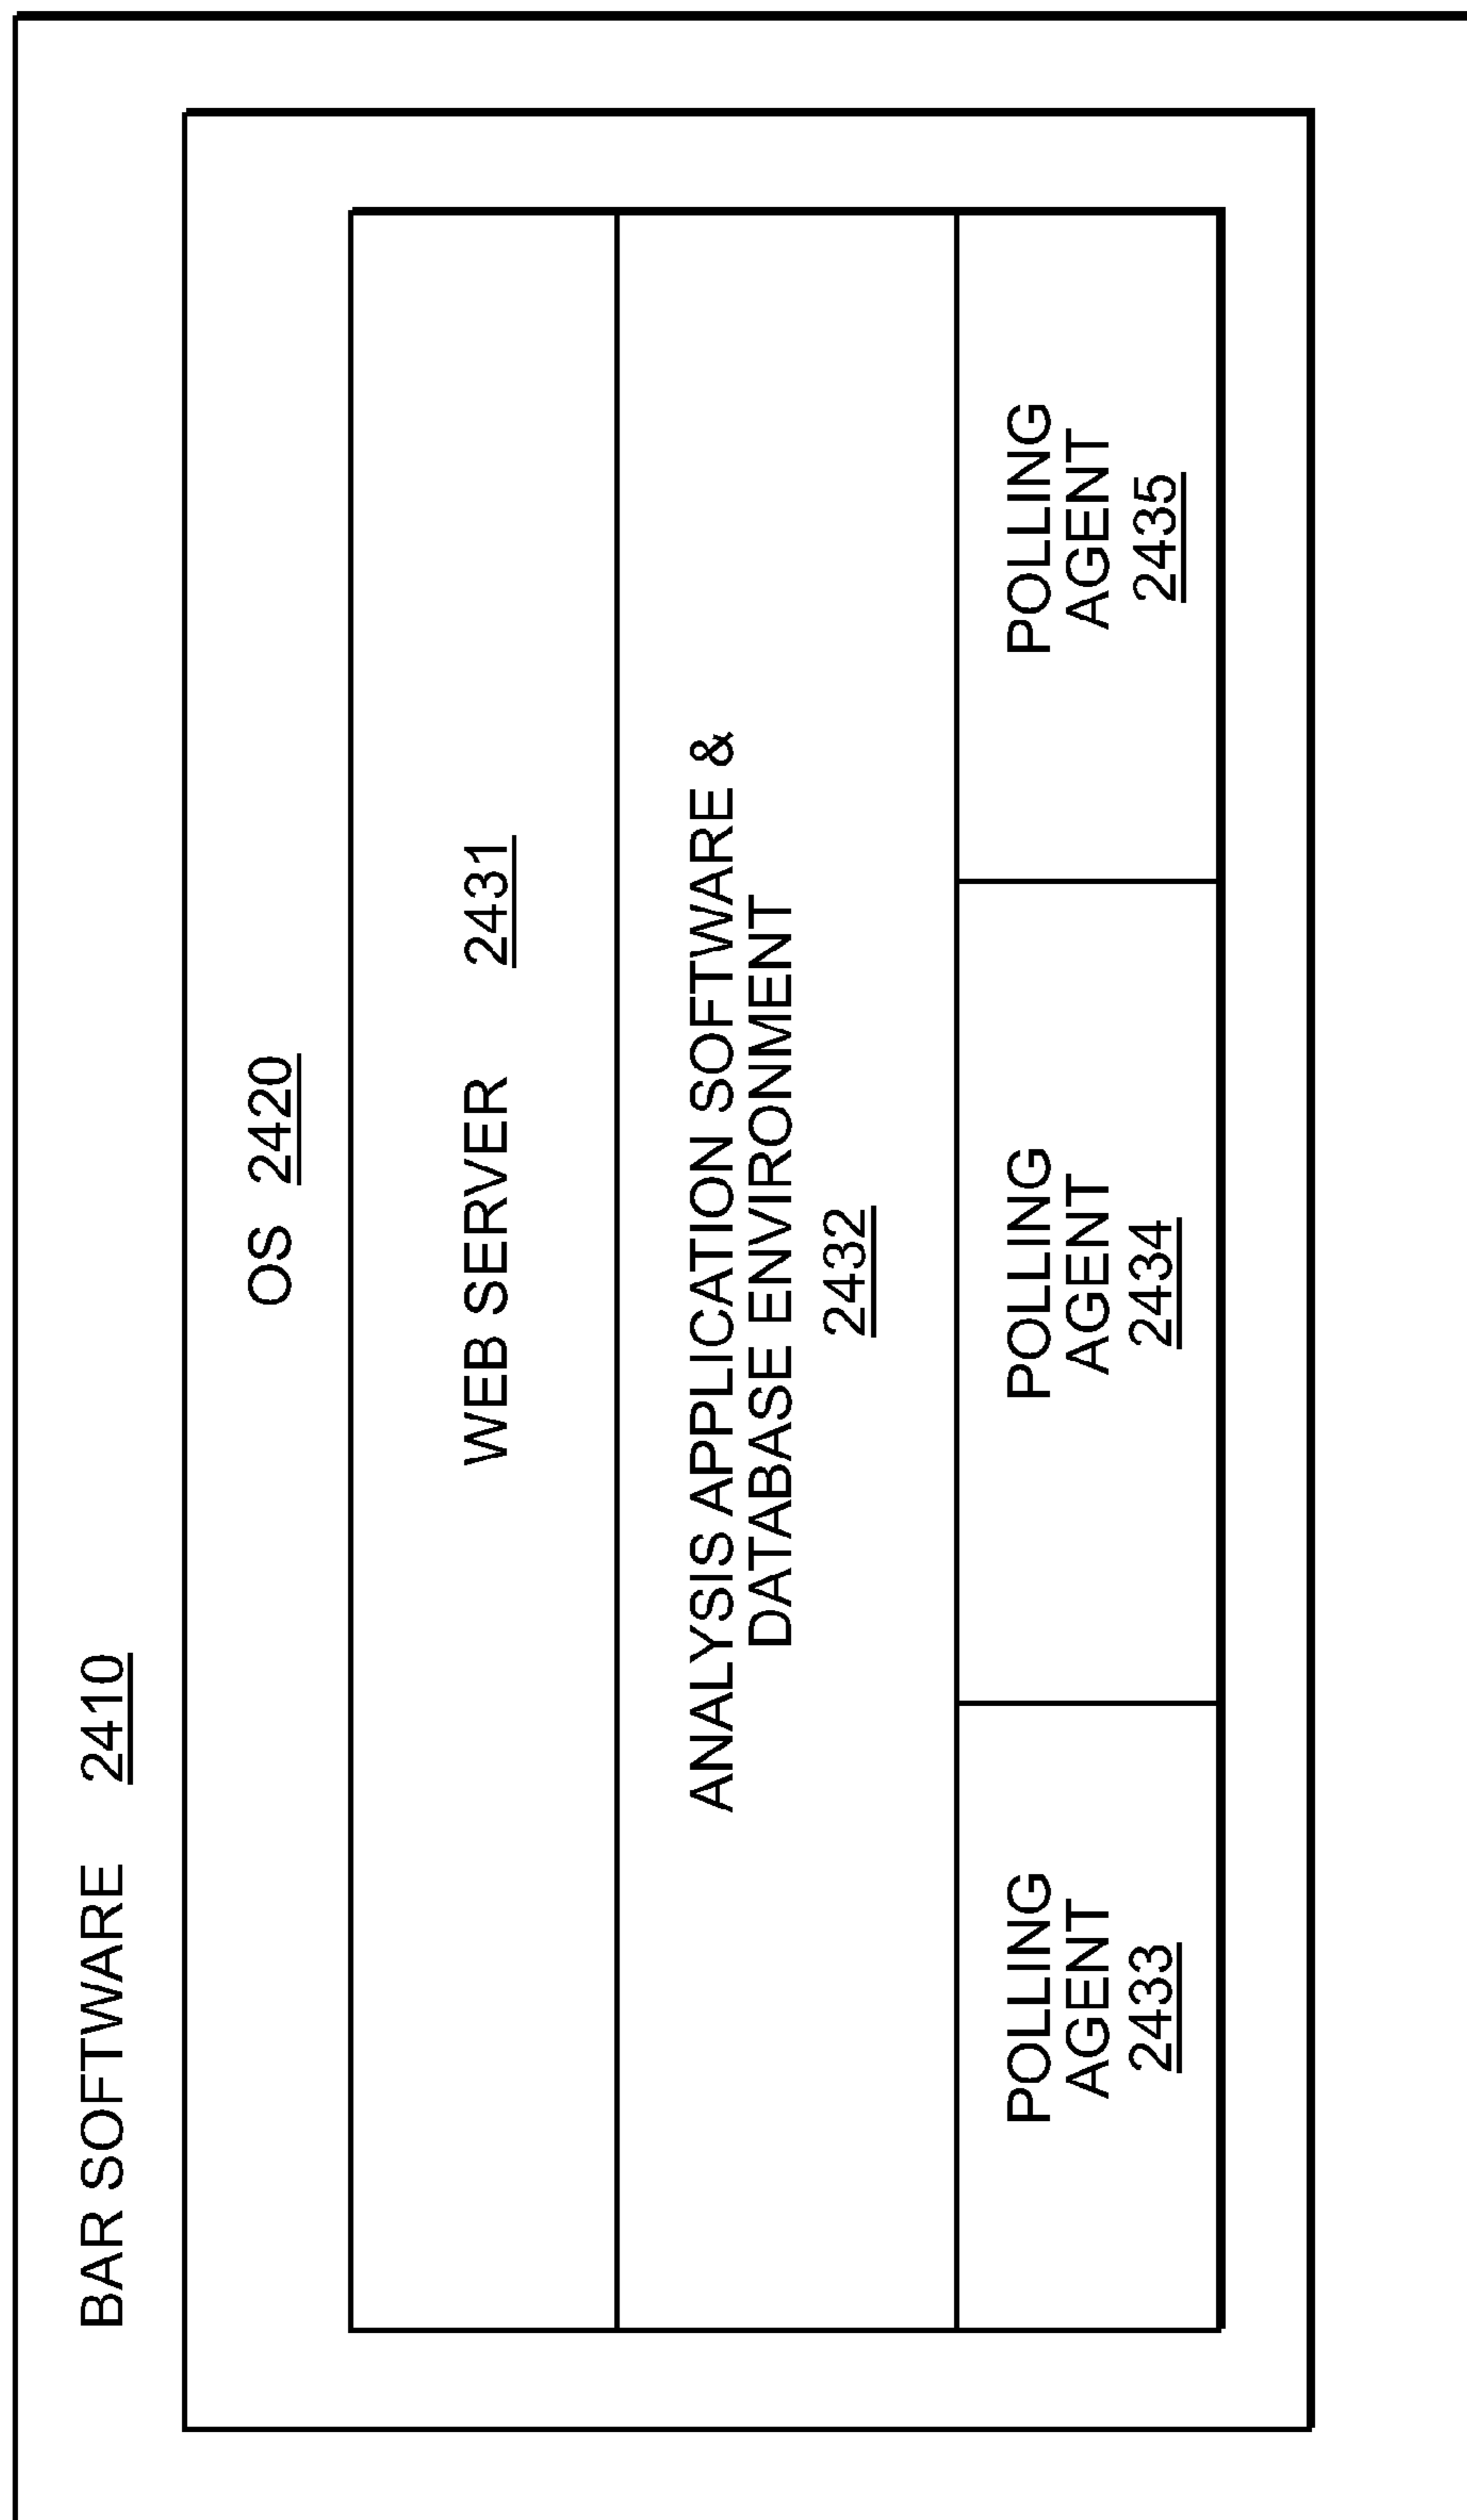 BAR SOFTWARE 2410
OS 2420
WEB SERVER 2431
ANALYSIS APPLICATION SOFTWARE &
DATABASE ENVIRONMENT
2432
POLLING
AGENT
2433
POLLING
AGENT
2434
POLLING
AGENT
2435